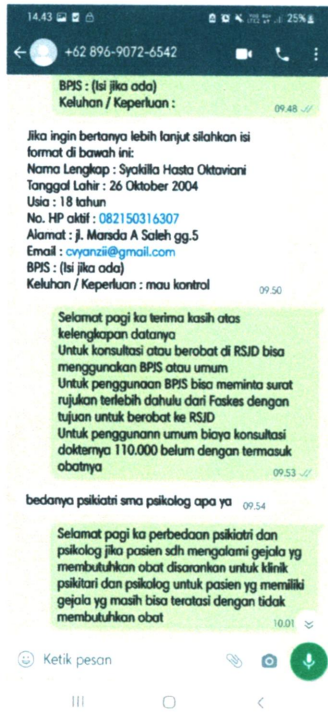 14.43 25%
+62 896-9072-6542
BPJS : (Isi jika ada)
Keluhan / Keperluan :
09.48
Jika ingin bertanya lebih lanjut silahkan isi
format di bawah ini:
Nama Lengkap : Syakilla Hasta Oktaviani
Tanggal Lahir : 26 Oktober 2004
Usia : 18 tahun
No. HP aktif : 082150316307
Alamat : jl. Marsda A Saleh gg.5
Email : cvyanzii@gmail.com
BPJS : (Isi jika ada)
Keluhan / Keperluan : mau kontrol
09.50
Selamat pagi ka terima kasih atas
kelengkapan datanya
Untuk konsultasi atau berobat di RSJD bisa
menggunakan BPJS atau umum
Untuk penggunaan BPJS bisa meminta surat
rujukan terlebih dahulu dari Faskes dengan
tujuan untuk berobat ke RSJD
Untuk penggunann umum biaya konsultasi
dokternya 110.000 belum dengan termasuk
obatnya
09.53
bedanya psikiatri sma psikolog apa ya 09.54
Selamat pagi ka perbedaan psikiatri dan
psikolog jika pasien sdh mengalami gejala yg
membutuhkan obat disarankan untuk klinik
psikitari dan psikolog untuk pasien yg memiliki
gejala yg masih bisa teratasi dengan tidak
membutuhkan obat
10.01
Ketik pesan